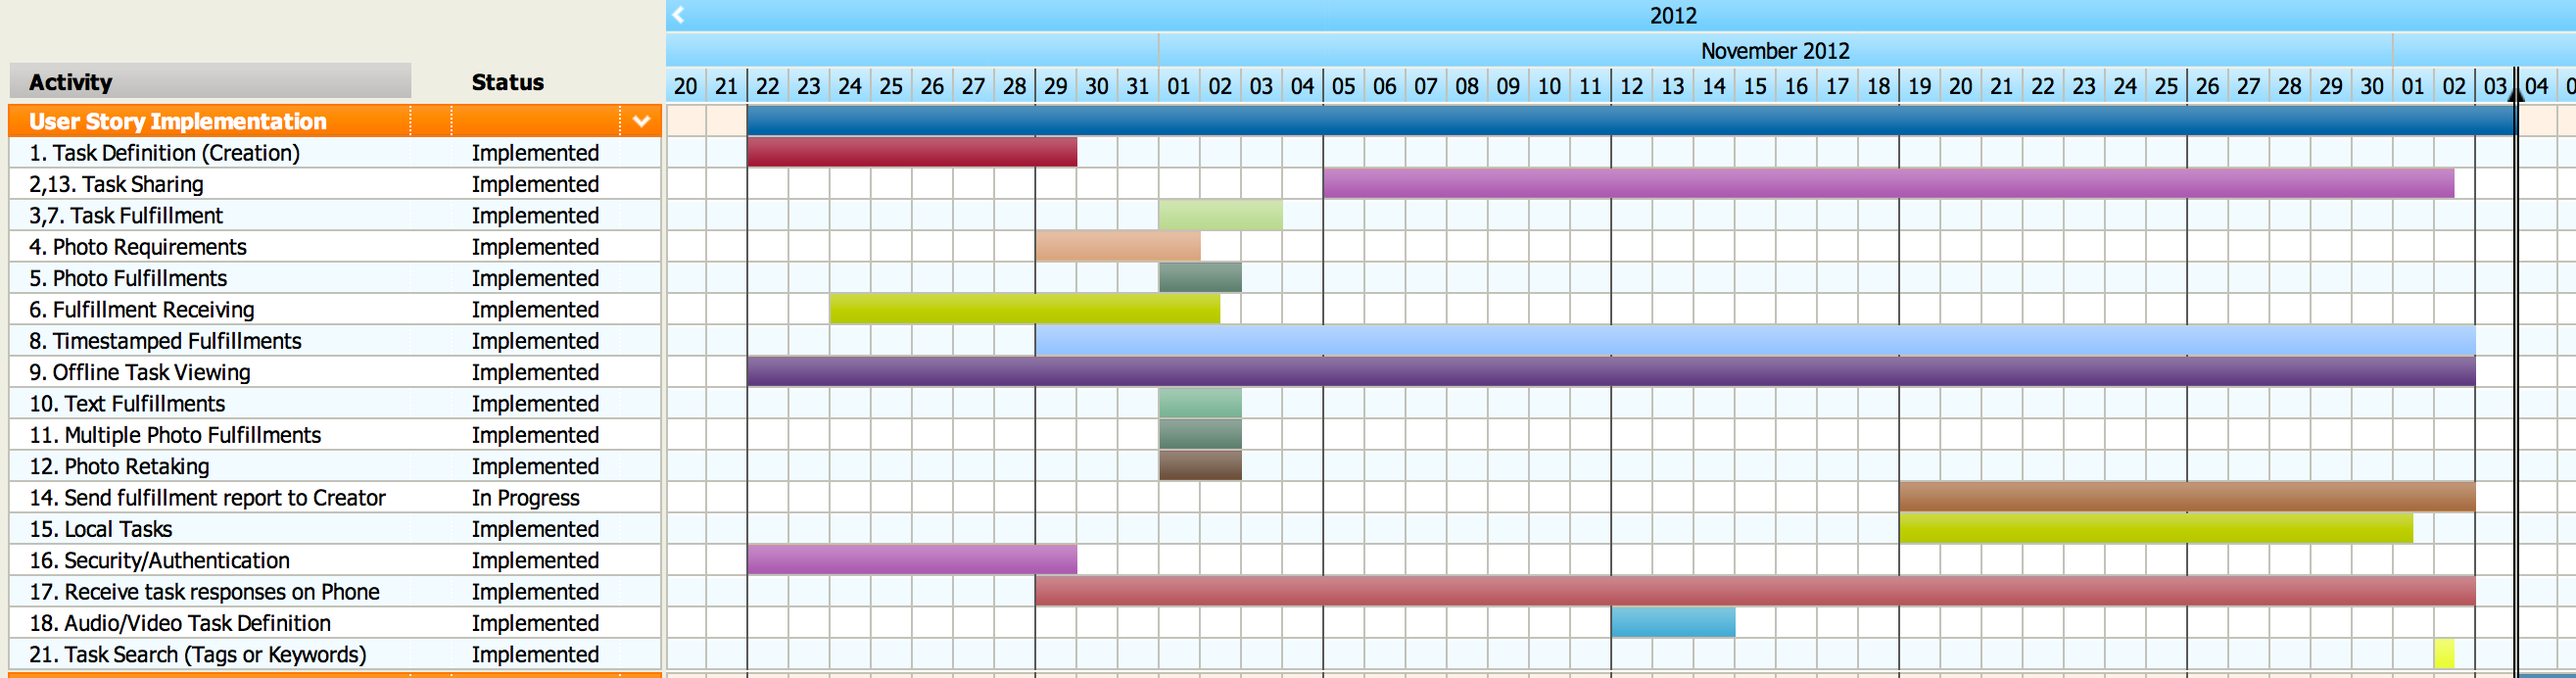 2012
November 2012
Activity Status 20 21 22 23 24 25 26 27 28 29 30 31 01 02 03 04 05 06 07 08 09 10 11 12 13 14 15 16 17 18 19 20 21 22 23 24 25 26 27 28 29 30 01 02 03 04 0
User Story Implementation
1. Task Definition (Creation) Implemented
2,13. Task Sharing Implemented
3,7. Task Fulfillment Implemented
4. Photo Requirements Implemented
5. Photo Fulfillments Implemented
6. Fulfillment Receiving Implemented
8. Timestamped Fulfillments Implemented
9. Offline Task Viewing Implemented
10. Text Fulfillments Implemented
11. Multiple Photo Fulfillments Implemented
12. Photo Retaking Implemented
14. Send fulfillment report to Creator In Progress
15. Local Tasks Implemented
16. Security/Authentication Implemented
17. Receive task responses on Phone Implemented
18. Audio/Video Task Definition Implemented
21. Task Search (Tags or Keywords) Implemented